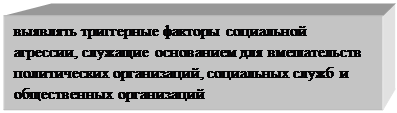 выявлять триггерные факторы социальной
агрессии, служащие основанием для вмешательств
политических организаций, социальных служб и
общественных организаций